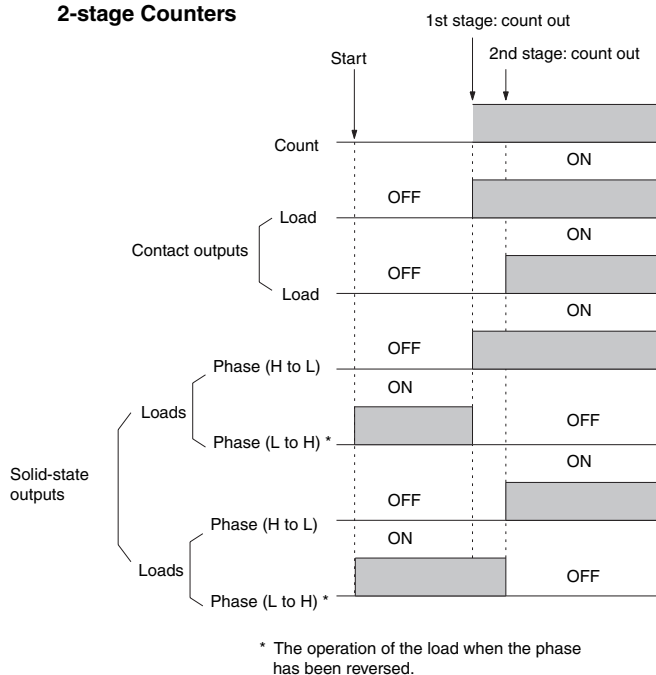 2-stage Counters
1st stage: count out
2nd stage: count out
Start
Count
ON
OFF
Load
ON
Contact outputs
OFF
Load
ON
OFF
Phase (H to L)
ON
Loads
OFF
Phase (L to H) *
ON
Solid-state
outputs
OFF
Phase (H to L)
ON
Loads
OFF
Phase (L to H) *
* The operation of the load when the phase
has been reversed.